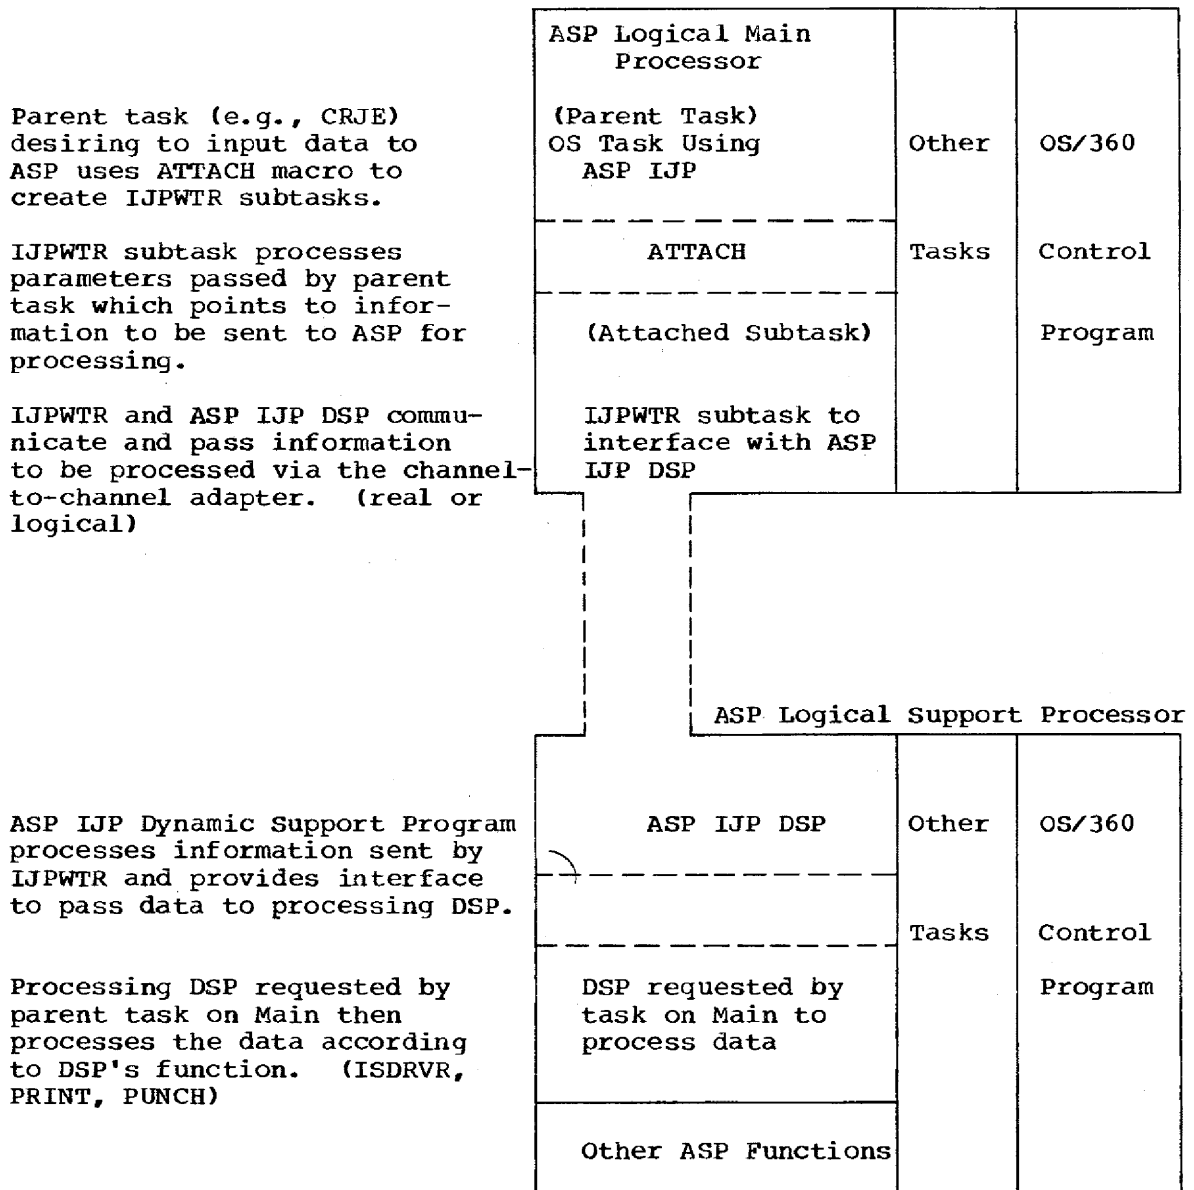 ASP Logical Main
Processor
Parent task (e.g., CRJE)
desiring to input data to
ASP uses ATTACH macro to
create IJPWTR subtasks.
(Parent Task)
OS Task Using
ASP IJP
Other
OS/360
IJPWTR subtask processes
parameters passed by parent
task which points to infor-
mation to be sent to ASP for
processing.
ATTACH
Tasks
Control
(Attached Subtask)
Program
IJPWTR and ASP IJP DSP commu-
nicate and pass information
to be processed via the channel-
to-channel adapter. (real or
logical)
IJPWTR subtask to
interface with ASP
IJP DSP
ASP Logical Support Processor
ASP IJP Dynamic Support Program
processes information sent by
IJPWTR and provides interface
to pass data to processing DSP.
ASP IJP DSP
Other
OS/360
Tasks
Control
Processing DSP requested by
parent task on Main then
processes the data according
to DSP's function. (ISDRVR,
PRINT, PUNCH)
DSP requested by
task on Main to
process data
Program
Other ASP Functions